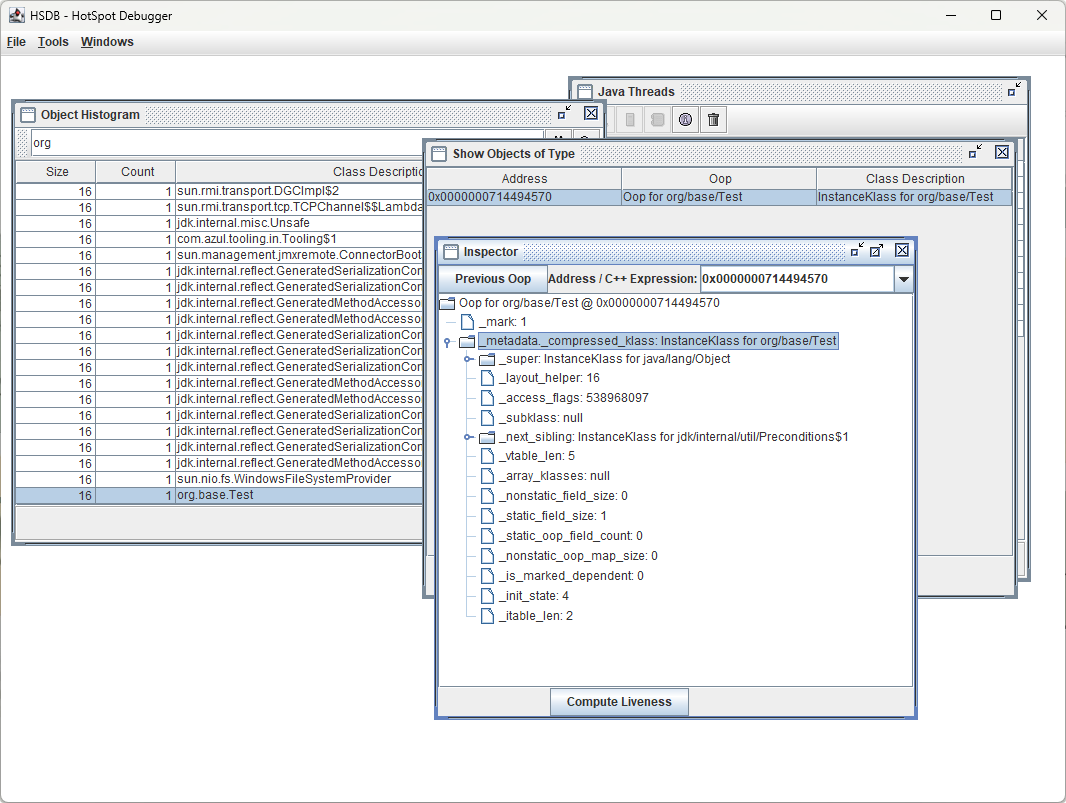 HSDB - HotSpot Debugger
File Tools Windows
Java Threads
Object Histogram
org
Size Count Class Descriptio
16 1 sun.rmi.transport.DGCImpl$2
16 1 sun.rmi.transport.tcp.TCPChannel$$Lambda
16 1 jdk.internal.misc.Unsafe
16 1 com.azul.tooling.in.Tooling$1
16 1 sun.management.jmxremote.ConnectorBoot
16 1 jdk.internal.reflect.GeneratedSerializationCon
16 1 jdk.internal.reflect.GeneratedSerializationCon
16 1 jdk.internal.reflect.GeneratedMethodAccesso
16 1 jdk.internal.reflect.GeneratedMethodAccesso
16 1 jdk.internal.reflect.GeneratedSerializationCon
16 1 jdk.internal.reflect.GeneratedMethodAccesso
16 1 jdk.internal.reflect.GeneratedSerializationCon
16 1 jdk.internal.reflect.GeneratedMethodAccesso
16 1 jdk.internal.reflect.GeneratedMethodAccesso
16 1 jdk.internal.reflect.GeneratedSerializationCon
16 1 jdk.internal.reflect.GeneratedMethodAccesso
16 1 jdk.internal.reflect.GeneratedSerializationCon
16 1 jdk.internal.reflect.GeneratedMethodAccesso
16 1 sun.nio.fs.WindowsFileSystemProvider
16 1 org.base.Test
Show Objects of Type
Address Oop Class Description
0x0000000714494570 Oop for org/base/Test InstanceKlass for org/base/Test
Inspector
Previous Oop Address / C++ Expression: 0x0000000714494570
Oop for org/base/Test @ 0x0000000714494570
_mark: 1
_metadata._compressed_klass: InstanceKlass for org/base/Test
_super: InstanceKlass for java/lang/Object
_layout_helper: 16
_access_flags: 538968097
_subklass: null
_next_sibling: InstanceKlass for jdk/internal/util/Preconditions$1
_vtable_len: 5
_array_klasses: null
_nonstatic_field_size: 0
_static_field_size: 1
_static_oop_field_count: 0
_nonstatic_oop_map_size: 0
_is_marked_dependent: 0
_init_state: 4
_itable_len: 2
Compute Liveness